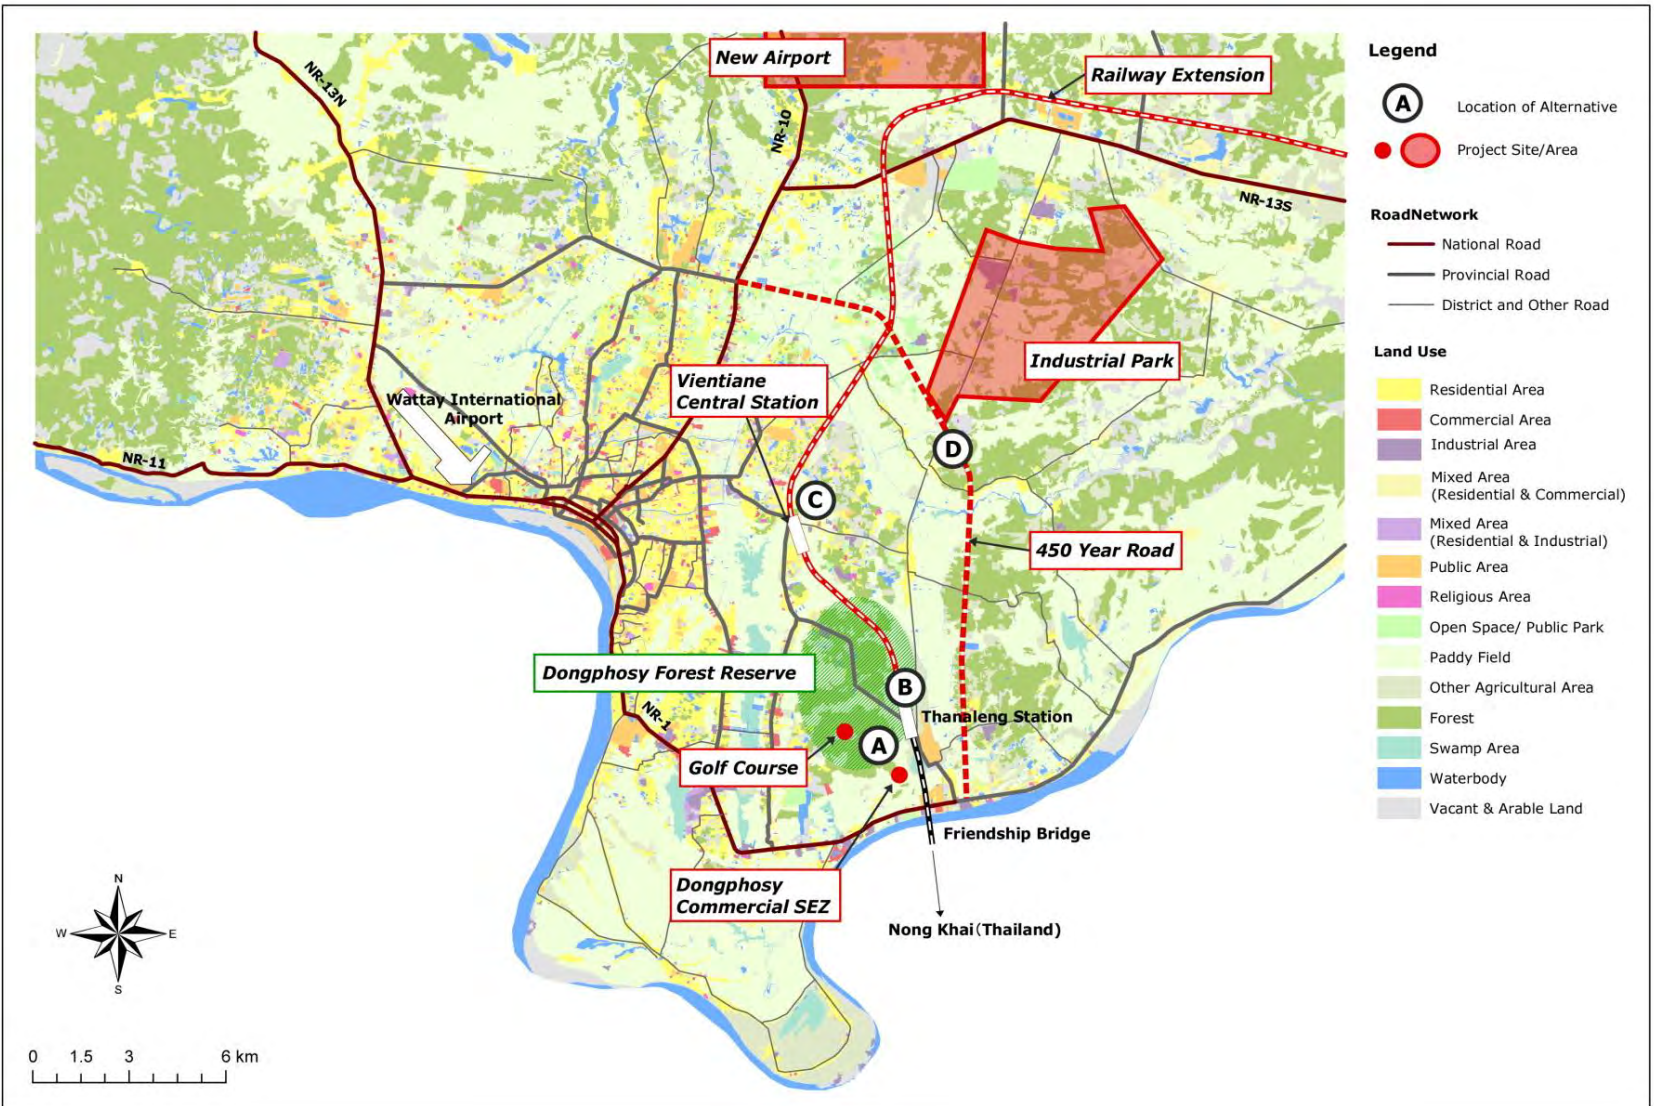 New Airport
Railway Extension
NR-13N
NR-10
NR-13S
Industrial Park
Vientiane
Central Station
Wattay International
Airport
NR-11
D
C
450 Year Road
Dongphosy Forest Reserve
B
NR-1
Thanaleng Station
A
Golf Course
Friendship Bridge
Dongphosy
Commercial SEZ
Nong Khai(Thailand)
N
W
E
S
0 1.5 3 6 km
Legend
A Location of Alternative
Project Site/Area
RoadNetwork
National Road
Provincial Road
District and Other Road
Land Use
Residential Area
Commercial Area
Industrial Area
Mixed Area
(Residential & Commercial)
Mixed Area
(Residential & Industrial)
Public Area
Religious Area
Open Space/ Public Park
Paddy Field
Other Agricultural Area
Forest
Swamp Area
Waterbody
Vacant & Arable Land